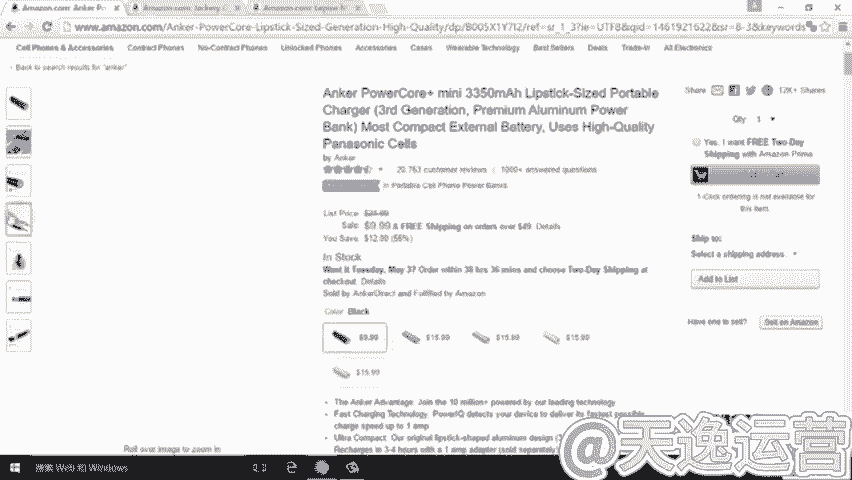 Amazon.com: Anker P
Amazon.com: Jackery
Amazon.com: Lepow
www.amazon.com/Anker-PowerCore-Lipstick-Sized-Generation-High-Quality/dp/B005X1Y7I2/ref=sr_1_3?ie=UTF8&qid=1461921622&sr=8-3&keywords
Cell Phones & Accessories Contract Phones No-Contract Phones Unlocked Phones Accessories Cases Wearable Technology Best Sellers Deals Trade-In All Electronics
‹ Back to search results for "anker"
Anker PowerCore+ mini 3350mAh Lipstick-Sized Portable
Charger (3rd Generation, Premium Aluminum Power
Bank) Most Compact External Battery, Uses High-Quality
Panasonic Cells
by Anker
20,763 customer reviews | 1000+ answered questions
in Portable Cell Phone Power Banks
List Price:
Sale: $9.99 & FREE Shipping on orders over $49. Details
You Save: $12.00 (55%)
In Stock.
Want it Tuesday, May 3? Order within 38 hrs 36 mins and choose Two-Day Shipping at
checkout. Details
Sold by AnkerDirect and Fulfilled by Amazon.
Color: Black
$9.99 $15.99 $15.99 $15.99
$15.99
• The Anker Advantage: Join the 10 million+ powered by our leading technology.
• Fast Charging Technology: PowerIQ detects your device to deliver its fastest possible
charge speed up to 1 amp
• Ultra Compact: Our original lipstick-shaped aluminum design
Recharges in 3-4 hours with a 1 amp adapter (sold separately)
Roll over image to zoom in
Share 12K+ Shares
Qty: 1
Yes, I want FREE Two-Day
Shipping with Amazon Prime
1-Click ordering is not available for
this item.
Ship to:
Select a shipping address:
Add to List
Have one to sell? Sell on Amazon
搜索 Web 和 Windows
@天逸运营